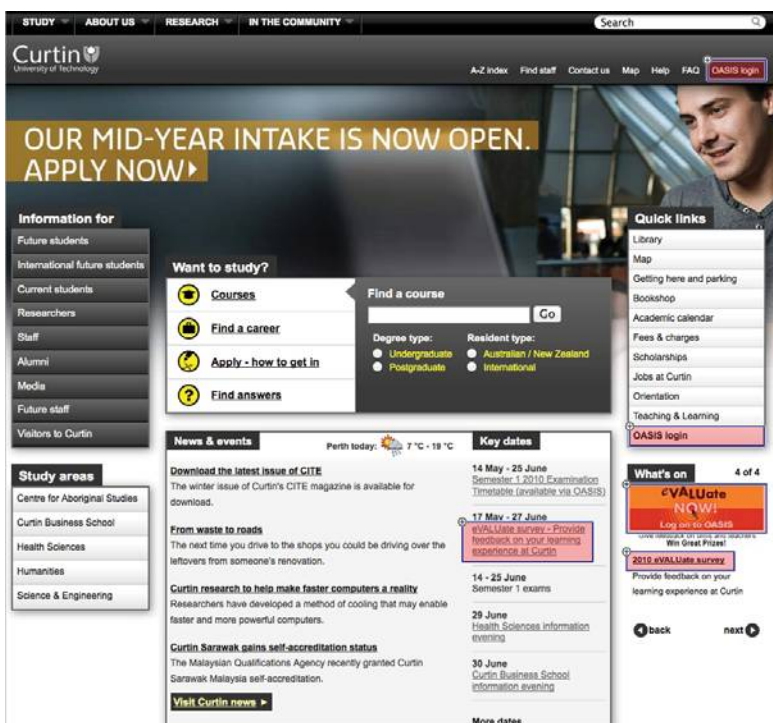 STUDY
ABOUT US
RESEARCH
IN THE COMMUNITY
Search
Curtin
University of Technology
A-Z index
Find staff
Contact us
Map
Help
FAQ
OASIS login
OUR MID-YEAR INTAKE IS NOW OPEN.
APPLY NOW
Information for
Future students
International future students
Current students
Researchers
Staff
Alumni
Media
Future staff
Visitors to Curtin
Study areas
Centre for Aboriginal Studies
Curtin Business School
Health Sciences
Humanities
Science & Engineering
Want to study?
Courses
Find a career
Apply - how to get in
Find answers
Find a course
Go
Degree type:
Undergraduate
Postgraduate
Resident type:
Australian / New Zealand
International
News & events
Perth today: 7 °C - 19 °C
Download the latest issue of CITE
The winter issue of Curtin's CITE magazine is available for
download.
From waste to roads
The next time you drive to the shops you could be driving over the
leftovers from someone's renovation.
Curtin research to help make faster computers a reality
Researchers have developed a method of cooling that may enable
faster and more powerful computers.
Curtin Sarawak gains self-accreditation status
The Malaysian Qualifications Agency recently granted Curtin
Sarawak Malaysia self-accreditation.
Visit Curtin news
Key dates
14 May - 25 June
Semester 1 2010 Examination
Timetable (available via OASIS)
17 May - 27 June
eVALUate survey - Provide
feedback on your learning
experience at Curtin
14 - 25 June
Semester 1 exams
29 June
Health Sciences information
evening
30 June
Curtin Business School
information evening
More dates
Quick links
Library
Map
Getting here and parking
Bookshop
Academic calendar
Fees & charges
Scholarships
Jobs at Curtin
Orientation
Teaching & Learning
OASIS login
What's on
4 of 4
eVALUate
NOW!
Log on to OASIS
Give feedback on units and teachers
Win Great Prizes!
2010 eVALUate survey
Provide feedback on your
learning experience at Curtin
back
next